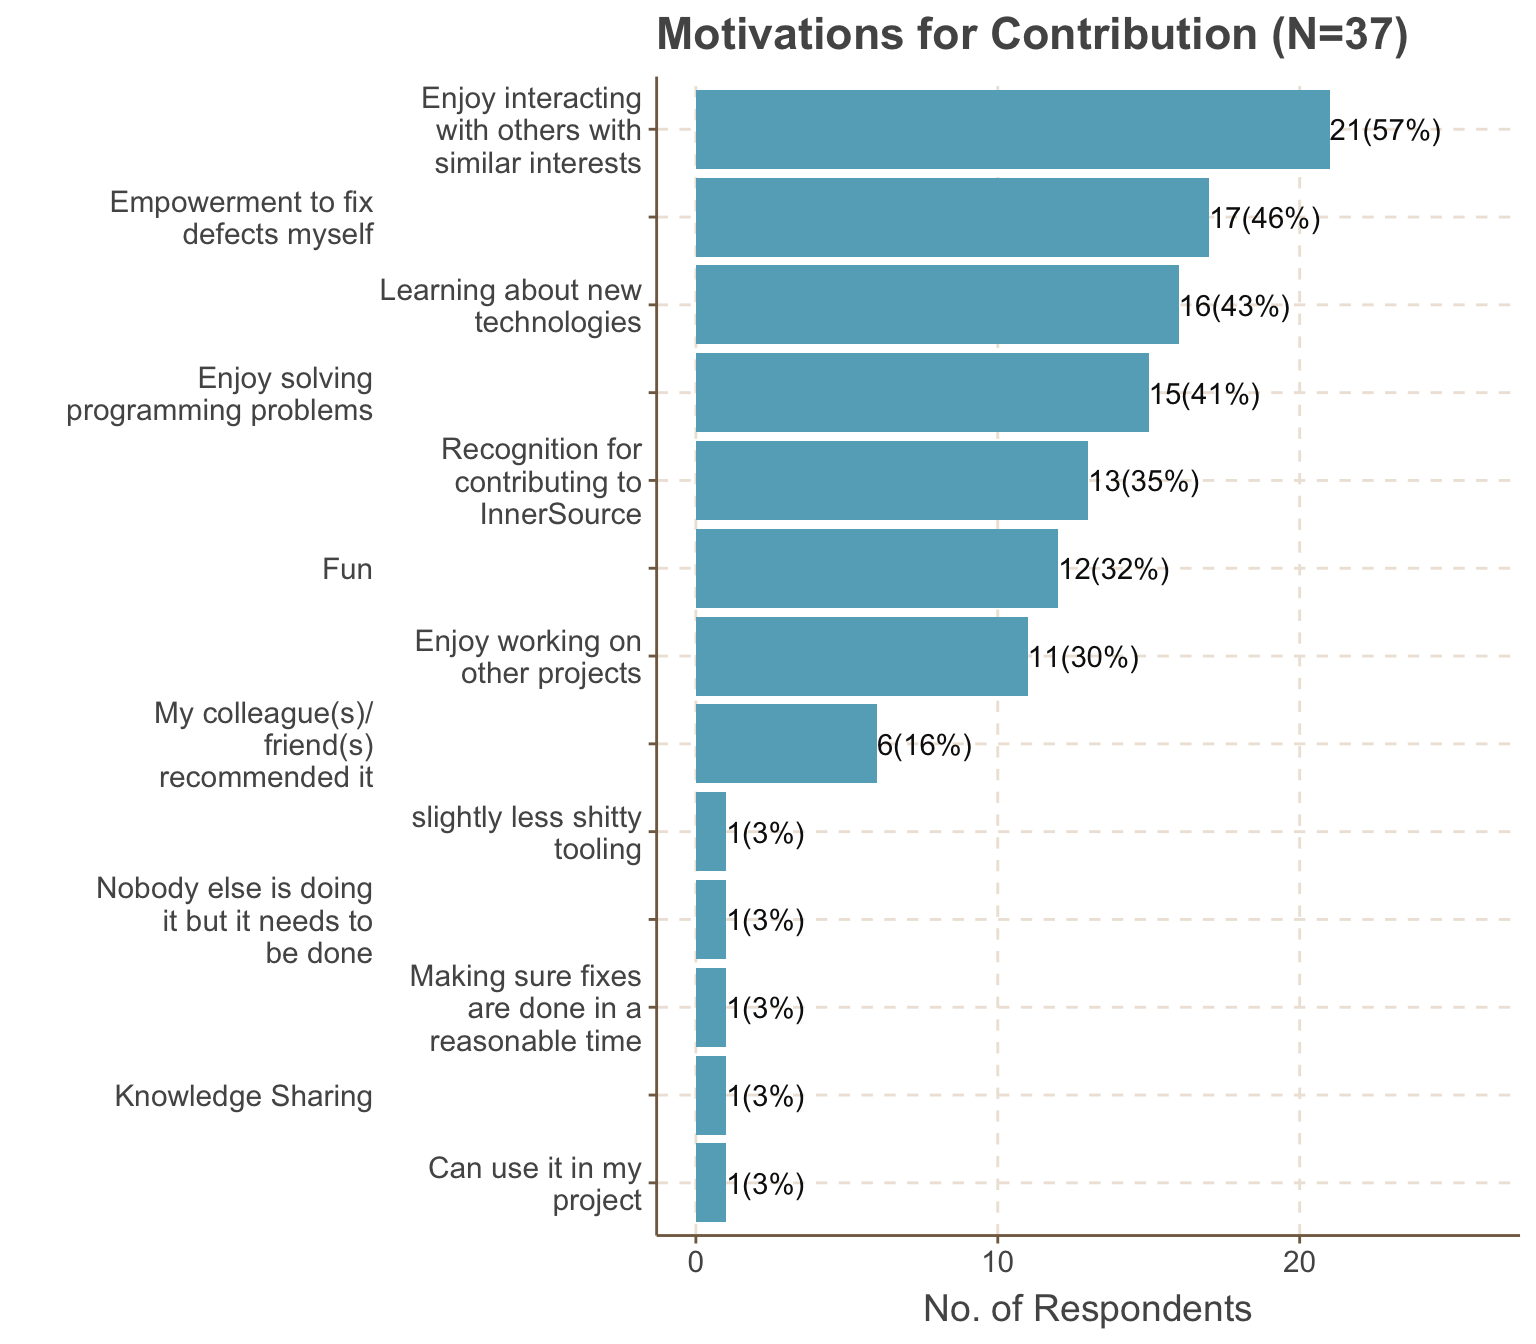 Motivations for Contribution (N=37)
Enjoy interacting
with others with
similar interests
21(57%)
Empowerment to fix
defects myself
17(46%)
Learning about new
technologies
16(43%)
Enjoy solving
programming problems
15(41%)
Recognition for
contributing to
InnerSource
13(35%)
Fun
12(32%)
Enjoy working on
other projects
11(30%)
My colleague(s)/
friend(s)
recommended it
6(16%)
slightly less shitty
tooling
1(3%)
Nobody else is doing
it but it needs to
be done
1(3%)
Making sure fixes
are done in a
reasonable time
1(3%)
Knowledge Sharing
1(3%)
Can use it in my
project
1(3%)
0 10 20
No. of Respondents